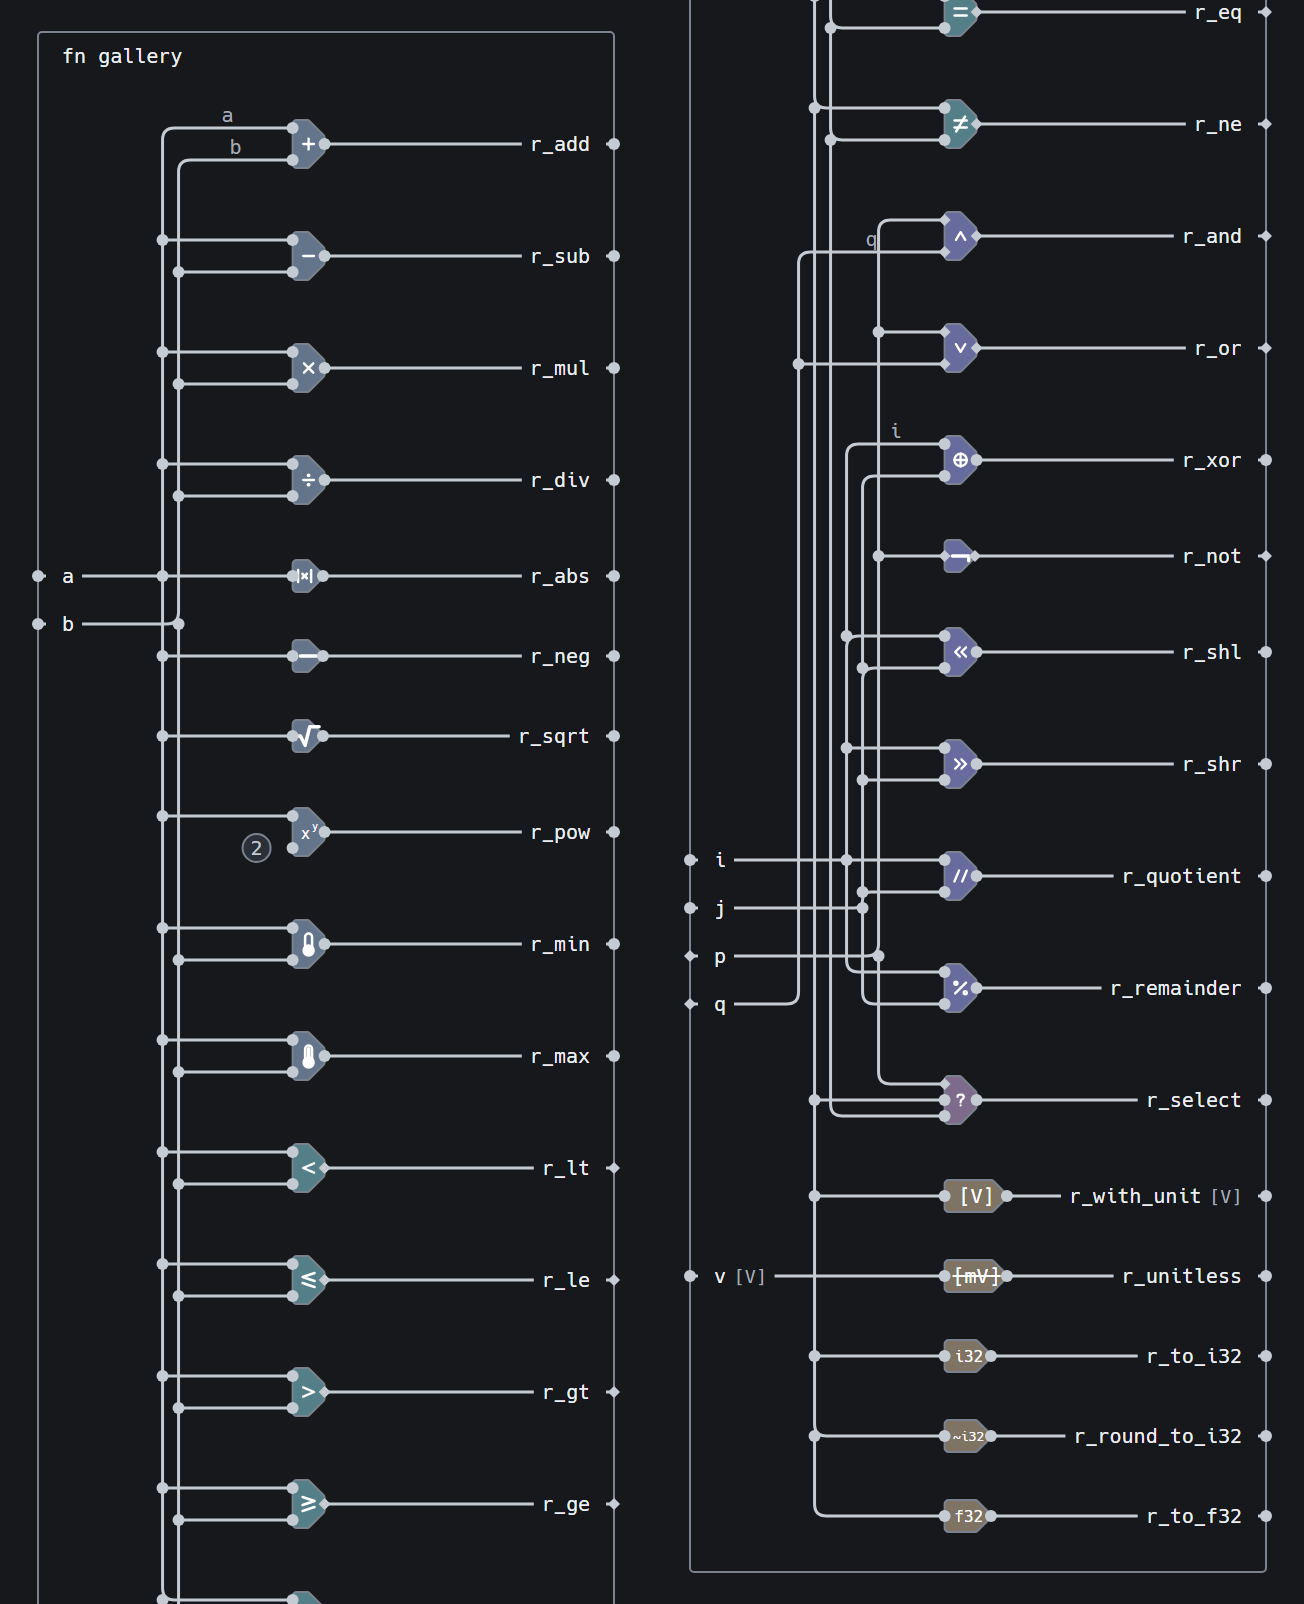 fn gallery
a
b
+
r_add
−
r_sub
×
r_mul
÷
r_div
a
|x|
r_abs
b
r_neg
√
r_sqrt
2
xʸ
r_pow
r_min
r_max
<
r_lt
≤
r_le
>
r_gt
≥
r_ge
=
r_eq
≠
r_ne
q
∧
r_and
∨
r_or
i
⊕
r_xor
¬
r_not
«
r_shl
»
r_shr
i
//
r_quotient
j
p
%
r_remainder
q
?
r_select
[V]
r_with_unit [V]
v [V]
[mV]
r_unitless
i32
r_to_i32
~i32
r_round_to_i32
f32
r_to_f32